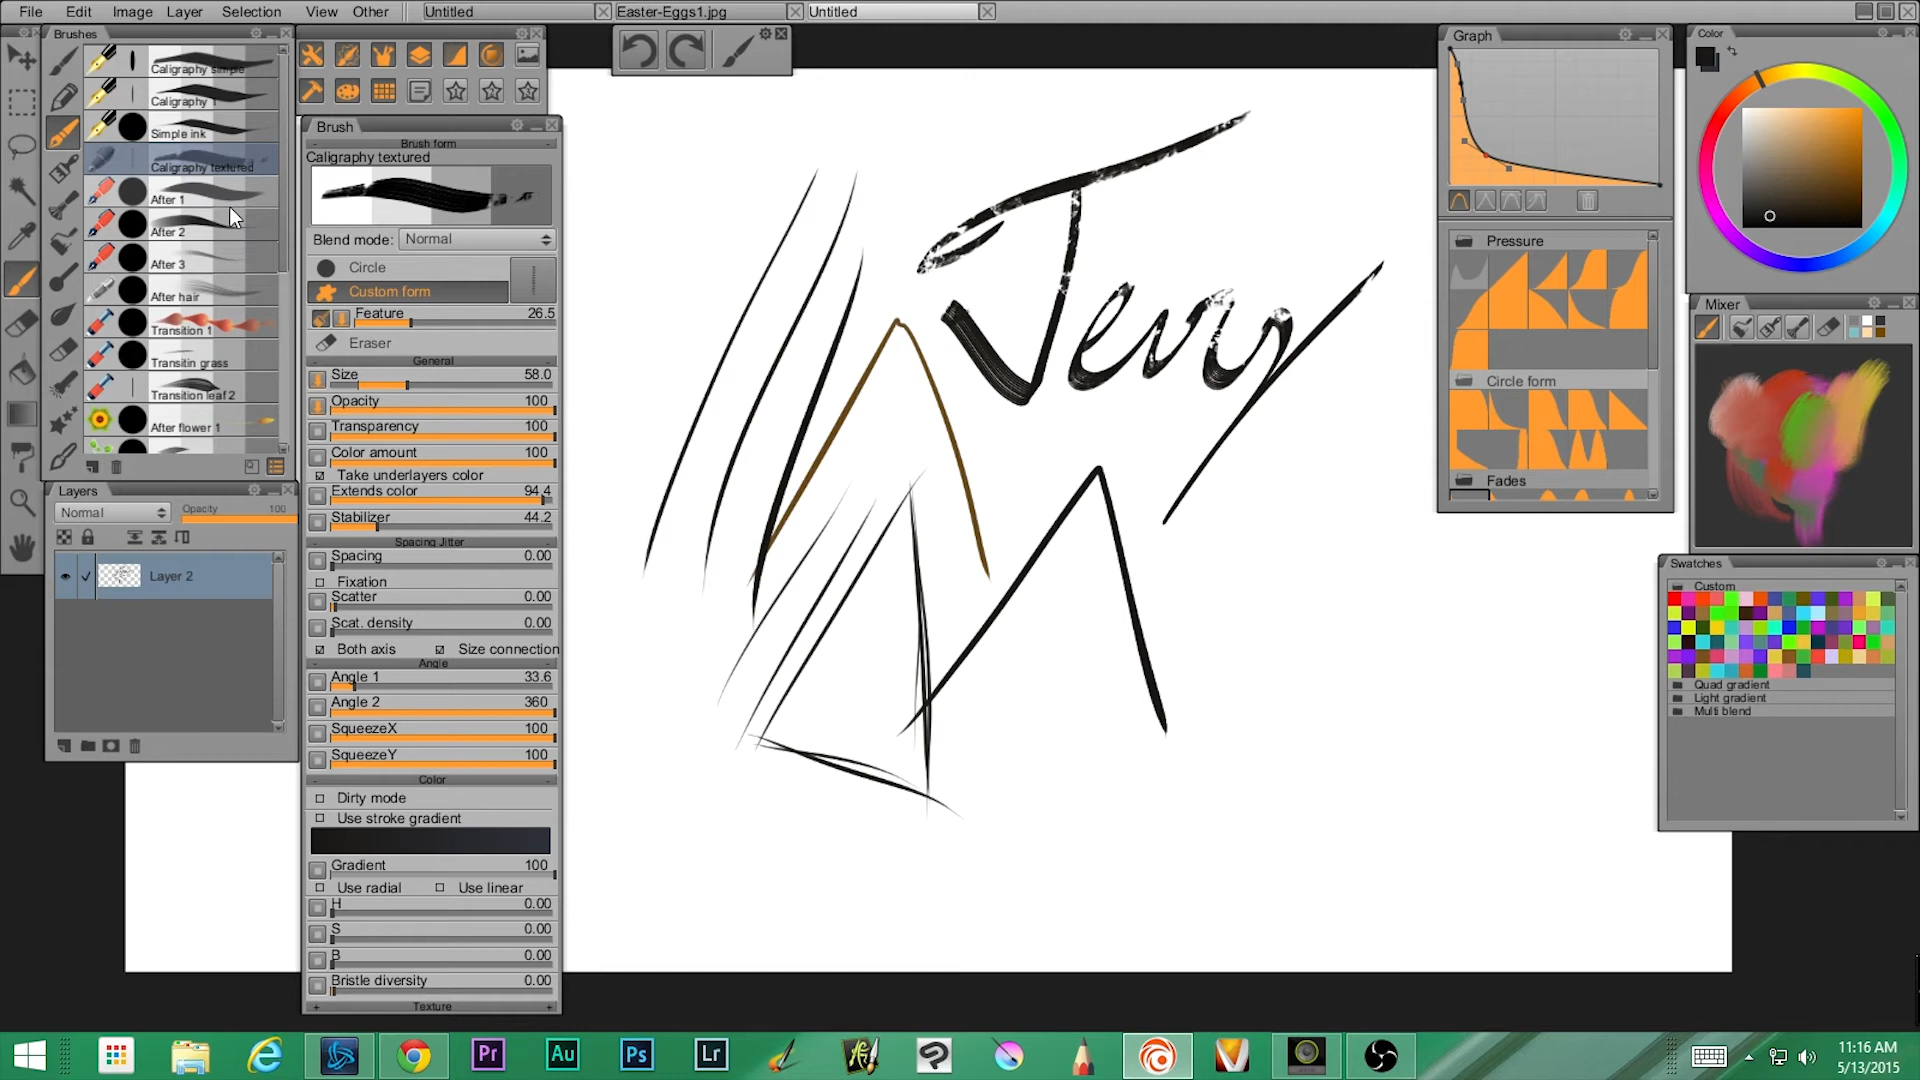 File Edit Image Layer Selection View Other Untitled Easter-Eggs1.jpg Untitled
Brushes
Caligraphy simple
Caligraphy 1
Simple ink
Caligraphy textured
After 1
After 2
After 3
After hair
Transition 1
Transitin grass
Transition leaf 2
After flower 1
Layers
Normal Opacity 100
Layer 2
Brush
Brush form
Caligraphy textured
Blend mode: Normal
Circle
Custom form
Feature 26.5
Eraser
General
Size 58.0
Opacity 100
Transparency 100
Color amount 100
Take underlayers color
Extends color 94.4
Stabilizer 44.2
Spacing Jitter
Spacing 0.00
Fixation
Scatter 0.00
Scat. density 0.00
Both axis Size connection
Angle
Angle 1 33.6
Angle 2 360
SqueezeX 100
SqueezeY 100
Color
Dirty mode
Use stroke gradient
Gradient 100
Use radial Use linear
H 0.00
S 0.00
B 0.00
Bristle diversity 0.00
Texture
Jerry
Graph
Pressure
Circle form
Fades
Color
Mixer
Swatches
Custom
Quad gradient
Light gradient
Multi blend
Pr Au Ps Lr
11:16 AM
5/13/2015